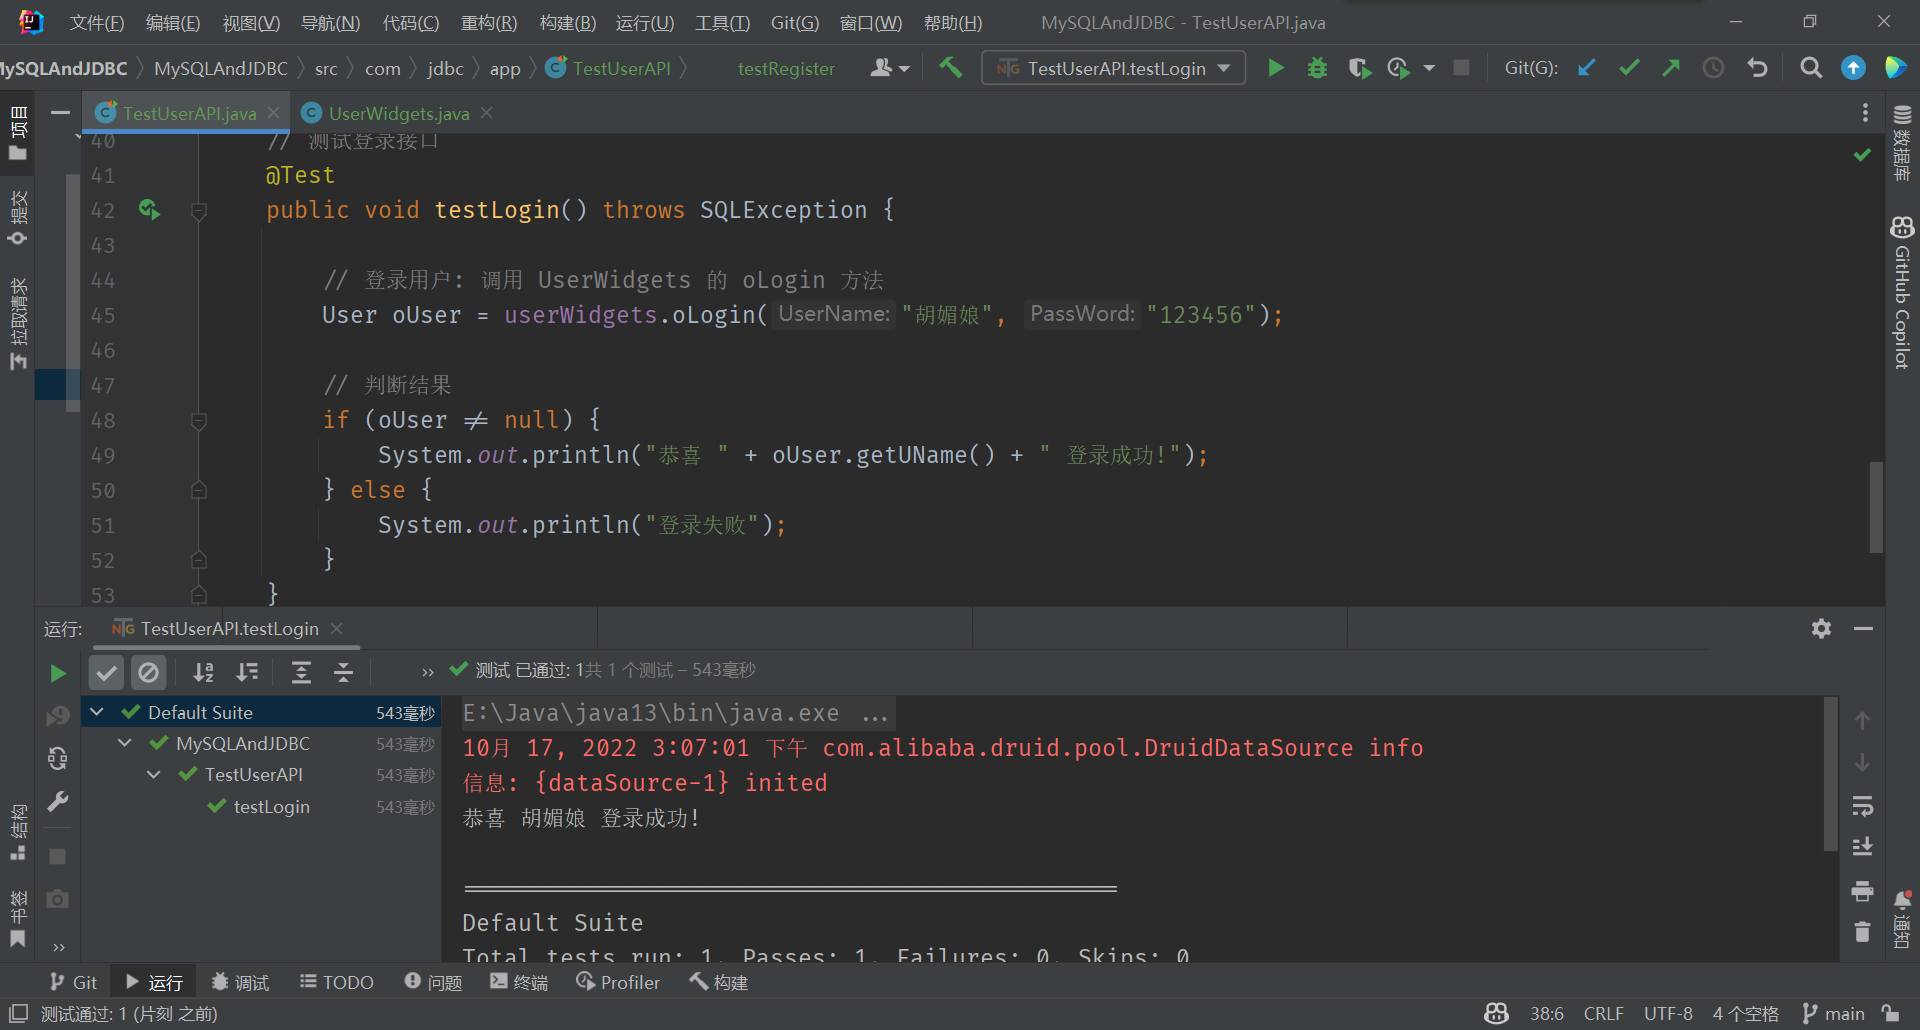 文件(F) 编辑(E) 视图(V) 导航(N) 代码(C) 重构(R) 构建(B) 运行(U) 工具(T) Git(G) 窗口(W) 帮助(H) MySQLAndJDBC - TestUserAPI.java
MySQLAndJDBC MySQLAndJDBC src com jdbc app TestUserAPI testRegister TestUserAPI.testLogin Git(G):
TestUserAPI.java UserWidgets.java
项目
提交
拉取请求
结构
书签
数据库
GitHub Copilot
通知
40 // 测试登录接口
41 @Test
42 public void testLogin() throws SQLException {
43
44 // 登录用户: 调用 UserWidgets 的 oLogin 方法
45 User oUser = userWidgets.oLogin( UserName: "胡媚娘", PassWord: "123456");
46
47 // 判断结果
48 if (oUser ≠ null) {
49 System.out.println("恭喜 " + oUser.getUName() + " 登录成功!");
50 } else {
51 System.out.println("登录失败");
52 }
53 }
运行: TestUserAPI.testLogin
» 测试 已通过: 1共 1 个测试 – 543毫秒
Default Suite 543毫秒
MySQLAndJDBC 543毫秒
TestUserAPI 543毫秒
testLogin 543毫秒
E:\Java\java13\bin\java.exe ...
10月 17, 2022 3:07:01 下午 com.alibaba.druid.pool.DruidDataSource info
信息: {dataSource-1} inited
恭喜 胡媚娘 登录成功!
===============================================
Default Suite
Total tests run: 1, Passes: 1, Failures: 0, Skips: 0
Git 运行 调试 TODO 问题 终端 Profiler 构建
测试通过: 1 (片刻 之前) 38:6 CRLF UTF-8 4 个空格 main